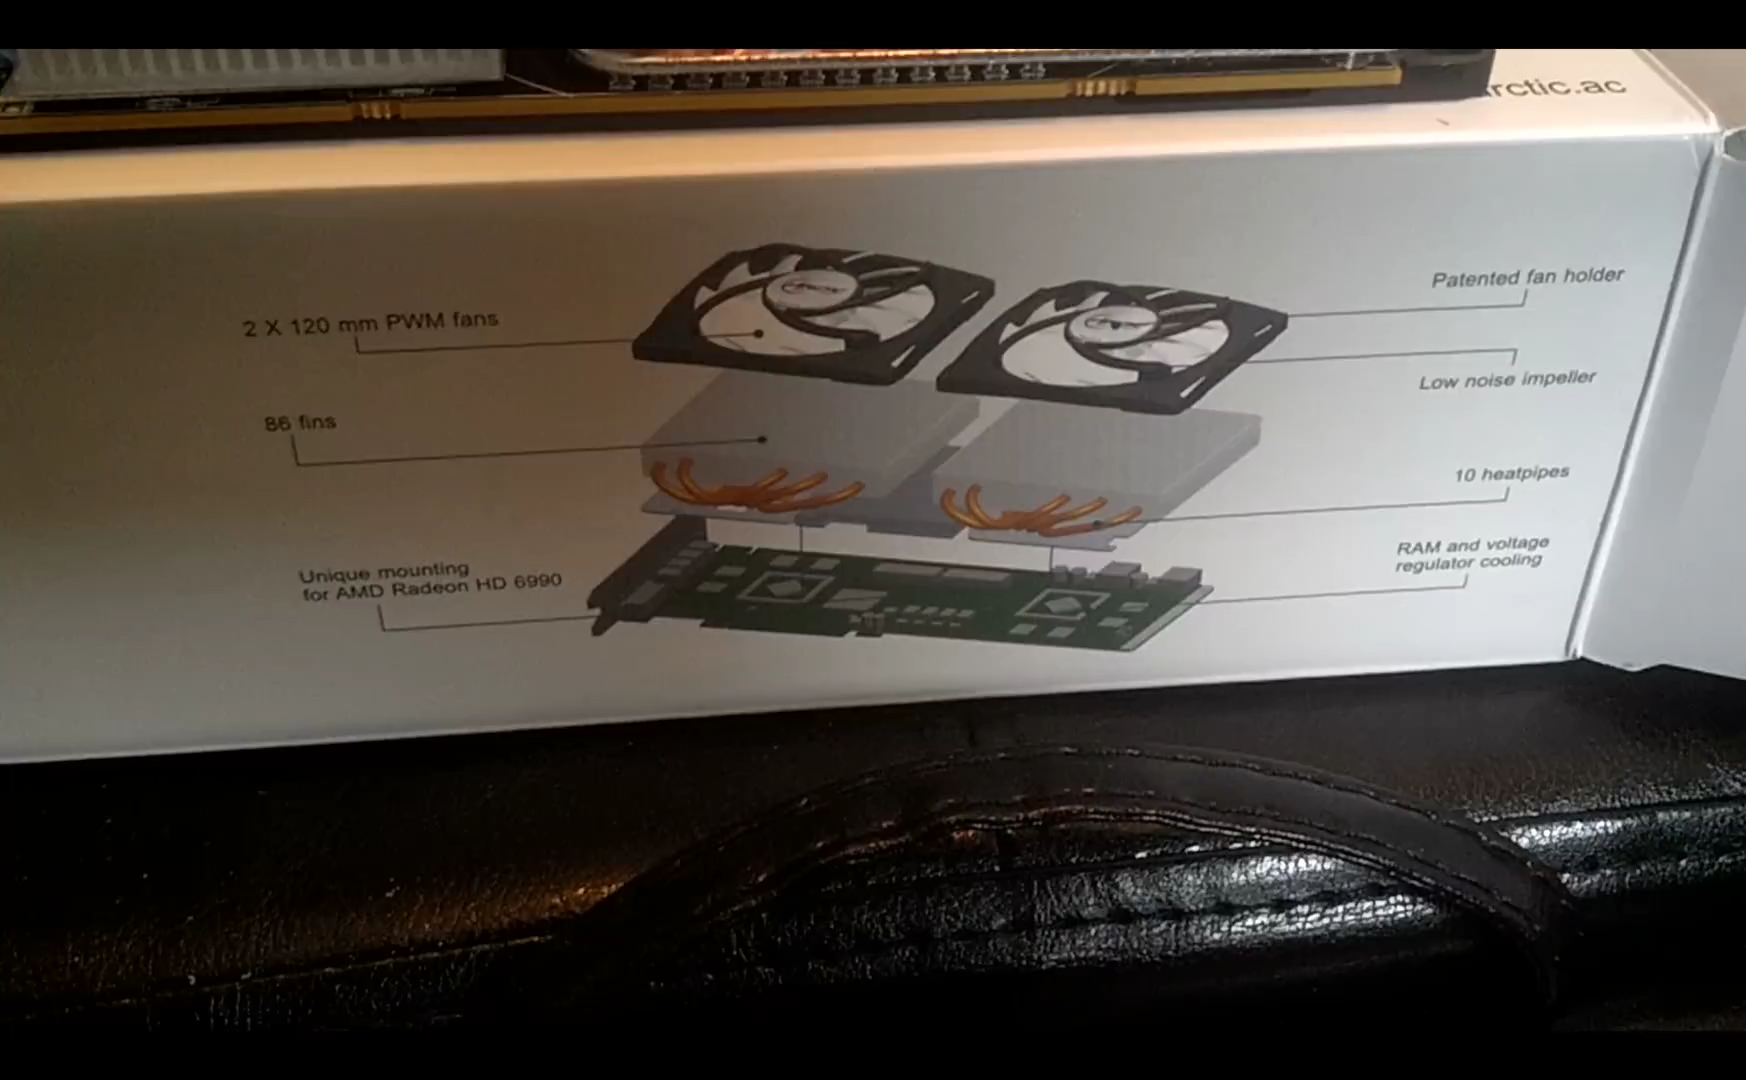 rctic.ac
2 X 120 mm PWM fans
86 fins
Unique mounting
for AMD Radeon HD 6990
Patented fan holder
Low noise impeller
10 heatpipes
RAM and voltage
regulator cooling